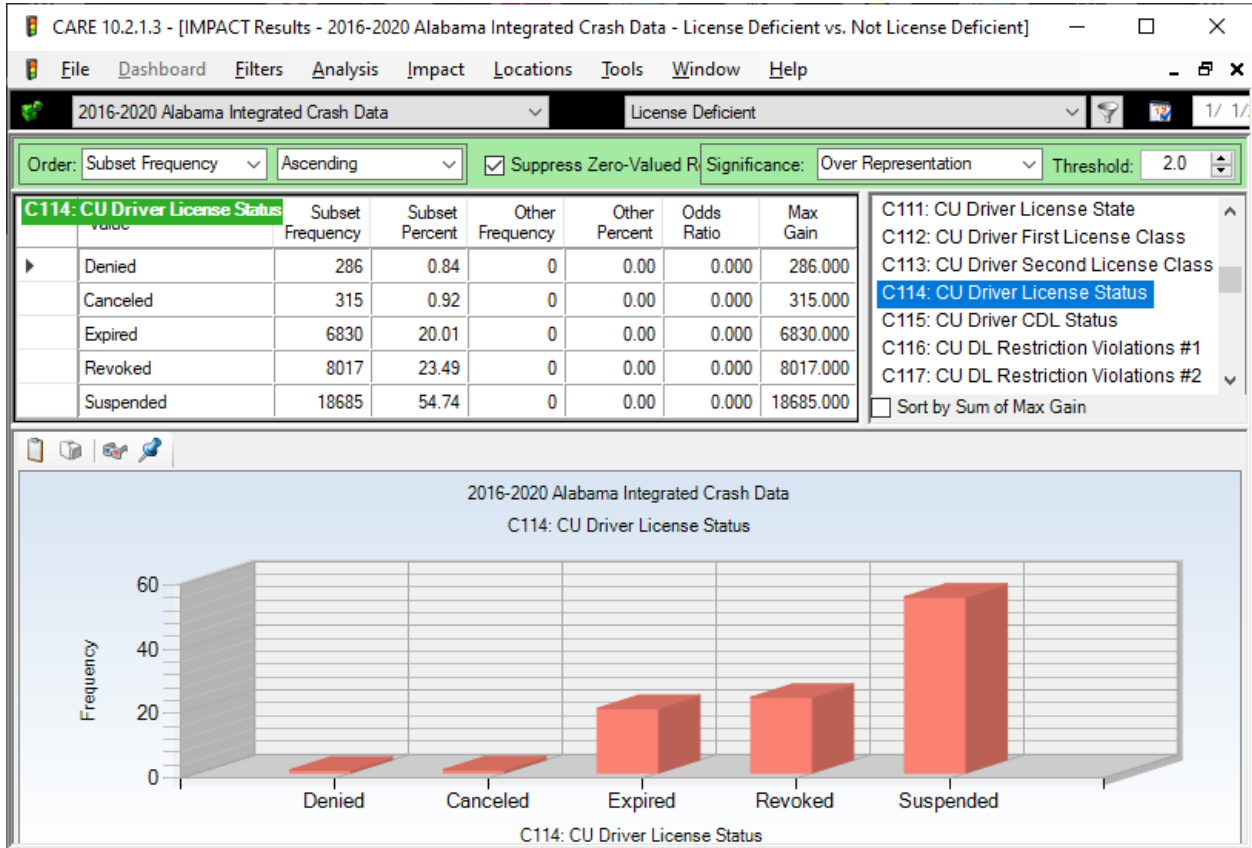 CARE 10.2.1.3 - [IMPACT Results - 2016-2020 Alabama Integrated Crash Data - License Deficient vs. Not License Deficient]
File Dashboard Filters Analysis Impact Locations Tools Window Help
2016-2020 Alabama Integrated Crash Data License Deficient 1/ 1/
Order: Subset Frequency Ascending Suppress Zero-Valued R Significance: Over Representation Threshold: 2.0
C114: CU Driver License Status Subset Frequency Subset Percent Other Frequency Other Percent Odds Ratio Max Gain
Denied 286 0.84 0 0.00 0.000 286.000
Canceled 315 0.92 0 0.00 0.000 315.000
Expired 6830 20.01 0 0.00 0.000 6830.000
Revoked 8017 23.49 0 0.00 0.000 8017.000
Suspended 18685 54.74 0 0.00 0.000 18685.000
C111: CU Driver License State
C112: CU Driver First License Class
C113: CU Driver Second License Class
C114: CU Driver License Status
C115: CU Driver CDL Status
C116: CU DL Restriction Violations #1
C117: CU DL Restriction Violations #2
Sort by Sum of Max Gain
2016-2020 Alabama Integrated Crash Data
C114: CU Driver License Status
Frequency
60
40
20
0
Denied Canceled Expired Revoked Suspended
C114: CU Driver License Status